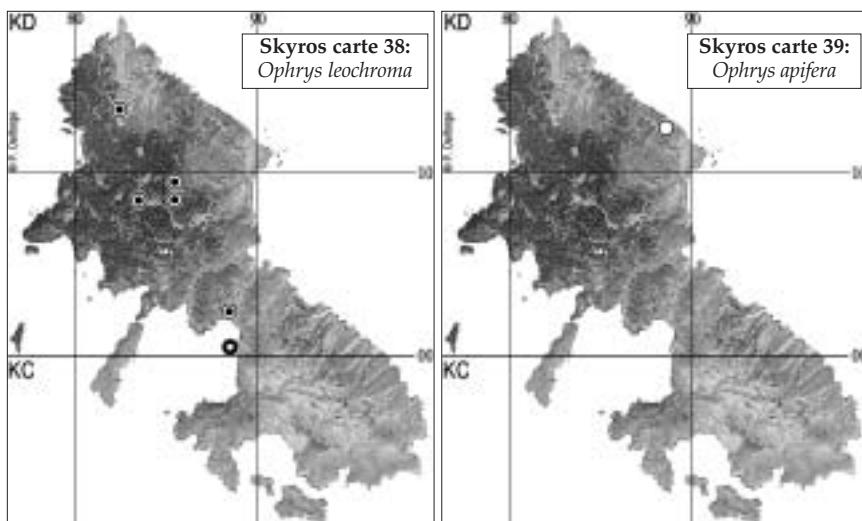 KD
80
90
Skyros carte 38:
Ophrys leochroma
10
00
KC
KD
80
90
Skyros carte 39:
Ophrys apifera
10
00
KC